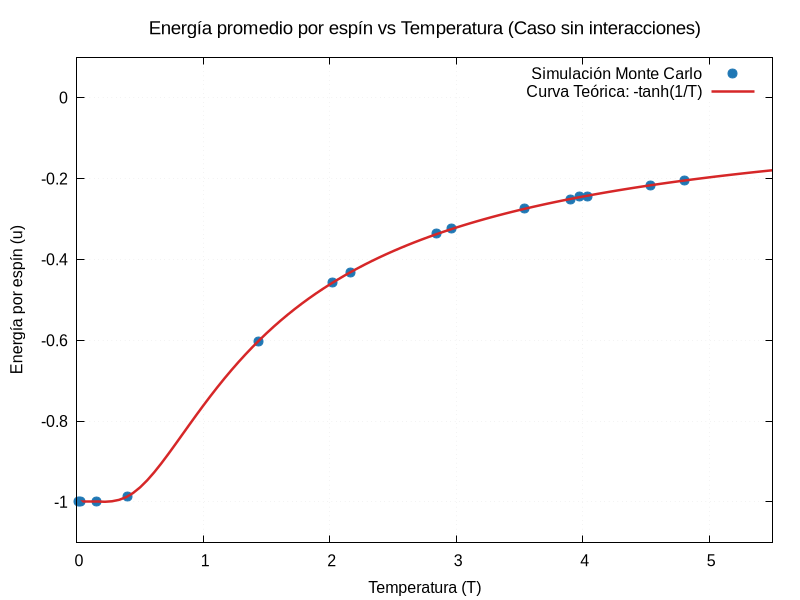 Energía promedio por espín vs Temperatura (Caso sin interacciones)
Simulación Monte Carlo
Curva Teórica: -tanh(1/T)
0
-0.2
-0.4
-0.6
-0.8
-1
Energía por espín (u)
0 1 2 3 4 5
Temperatura (T)